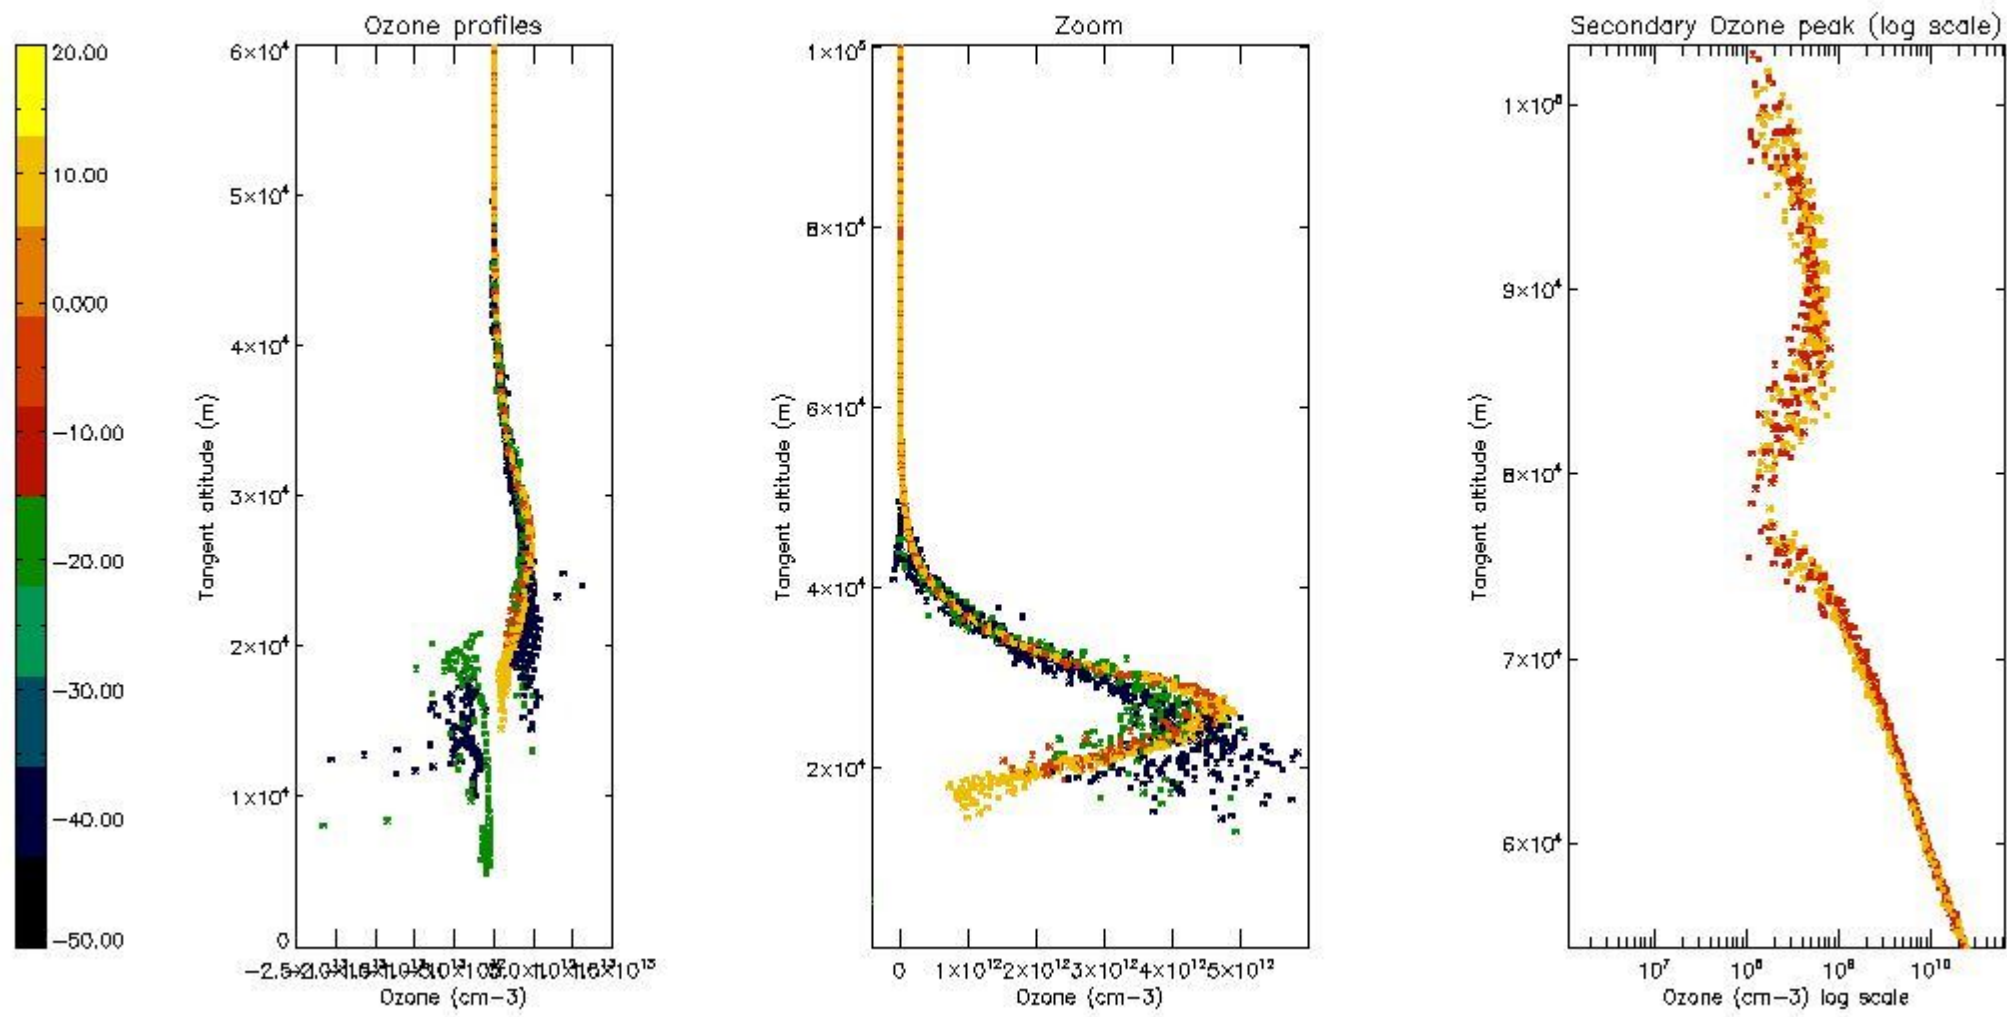 Ozone profiles
Zoom
Secondary Ozone peak (log scale)
20.00
10.00
0.000
−10.00
−20.00
−30.00
−40.00
−50.00
6×10⁴
5×10⁴
4×10⁴
3×10⁴
2×10⁴
1×10⁴
0
Tangent altitude (m)
Ozone (cm−3)
1×10⁵
8×10⁴
6×10⁴
4×10⁴
2×10⁴
Tangent altitude (m)
0 1×10¹² 2×10¹² 3×10¹² 4×10¹² 5×10¹²
Ozone (cm−3)
9×10⁴
8×10⁴
7×10⁴
6×10⁴
Tangent altitude (m)
10⁷ 10⁸ 10⁹ 10¹⁰
Ozone (cm−3) log scale